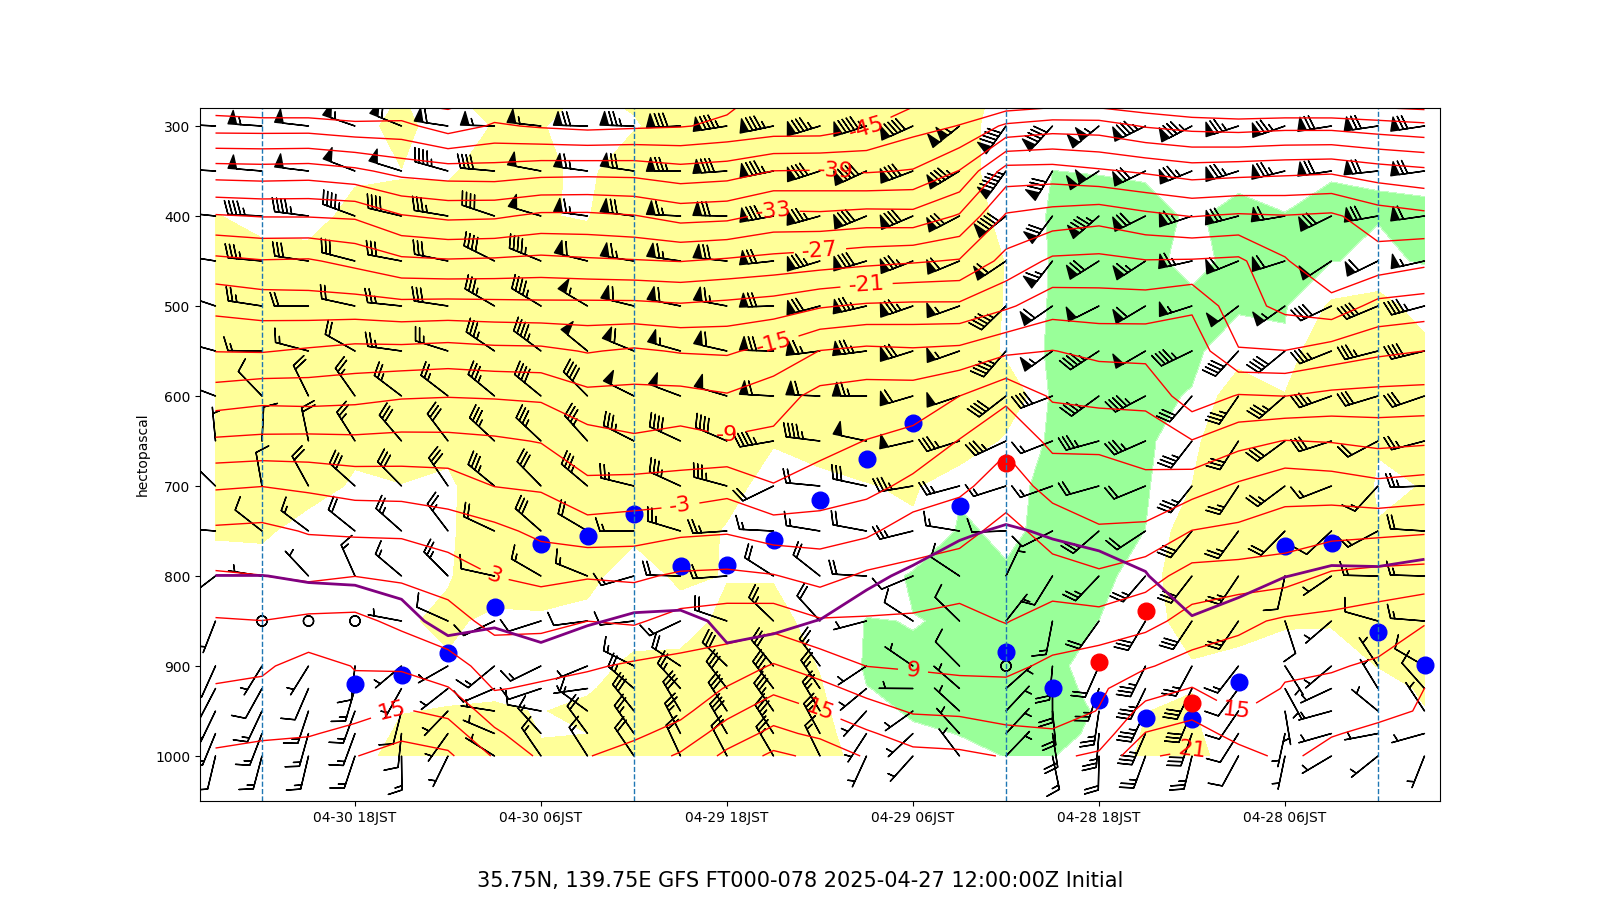 300
400
500
600
700
800
900
1000
hectopascal
-45
-39
-33
-27
-21
-15
-9
-3
3
9
15
15
15
21
04-30 18JST
04-30 06JST
04-29 18JST
04-29 06JST
04-28 18JST
04-28 06JST
35.75N, 139.75E GFS FT000-078 2025-04-27 12:00:00Z Initial